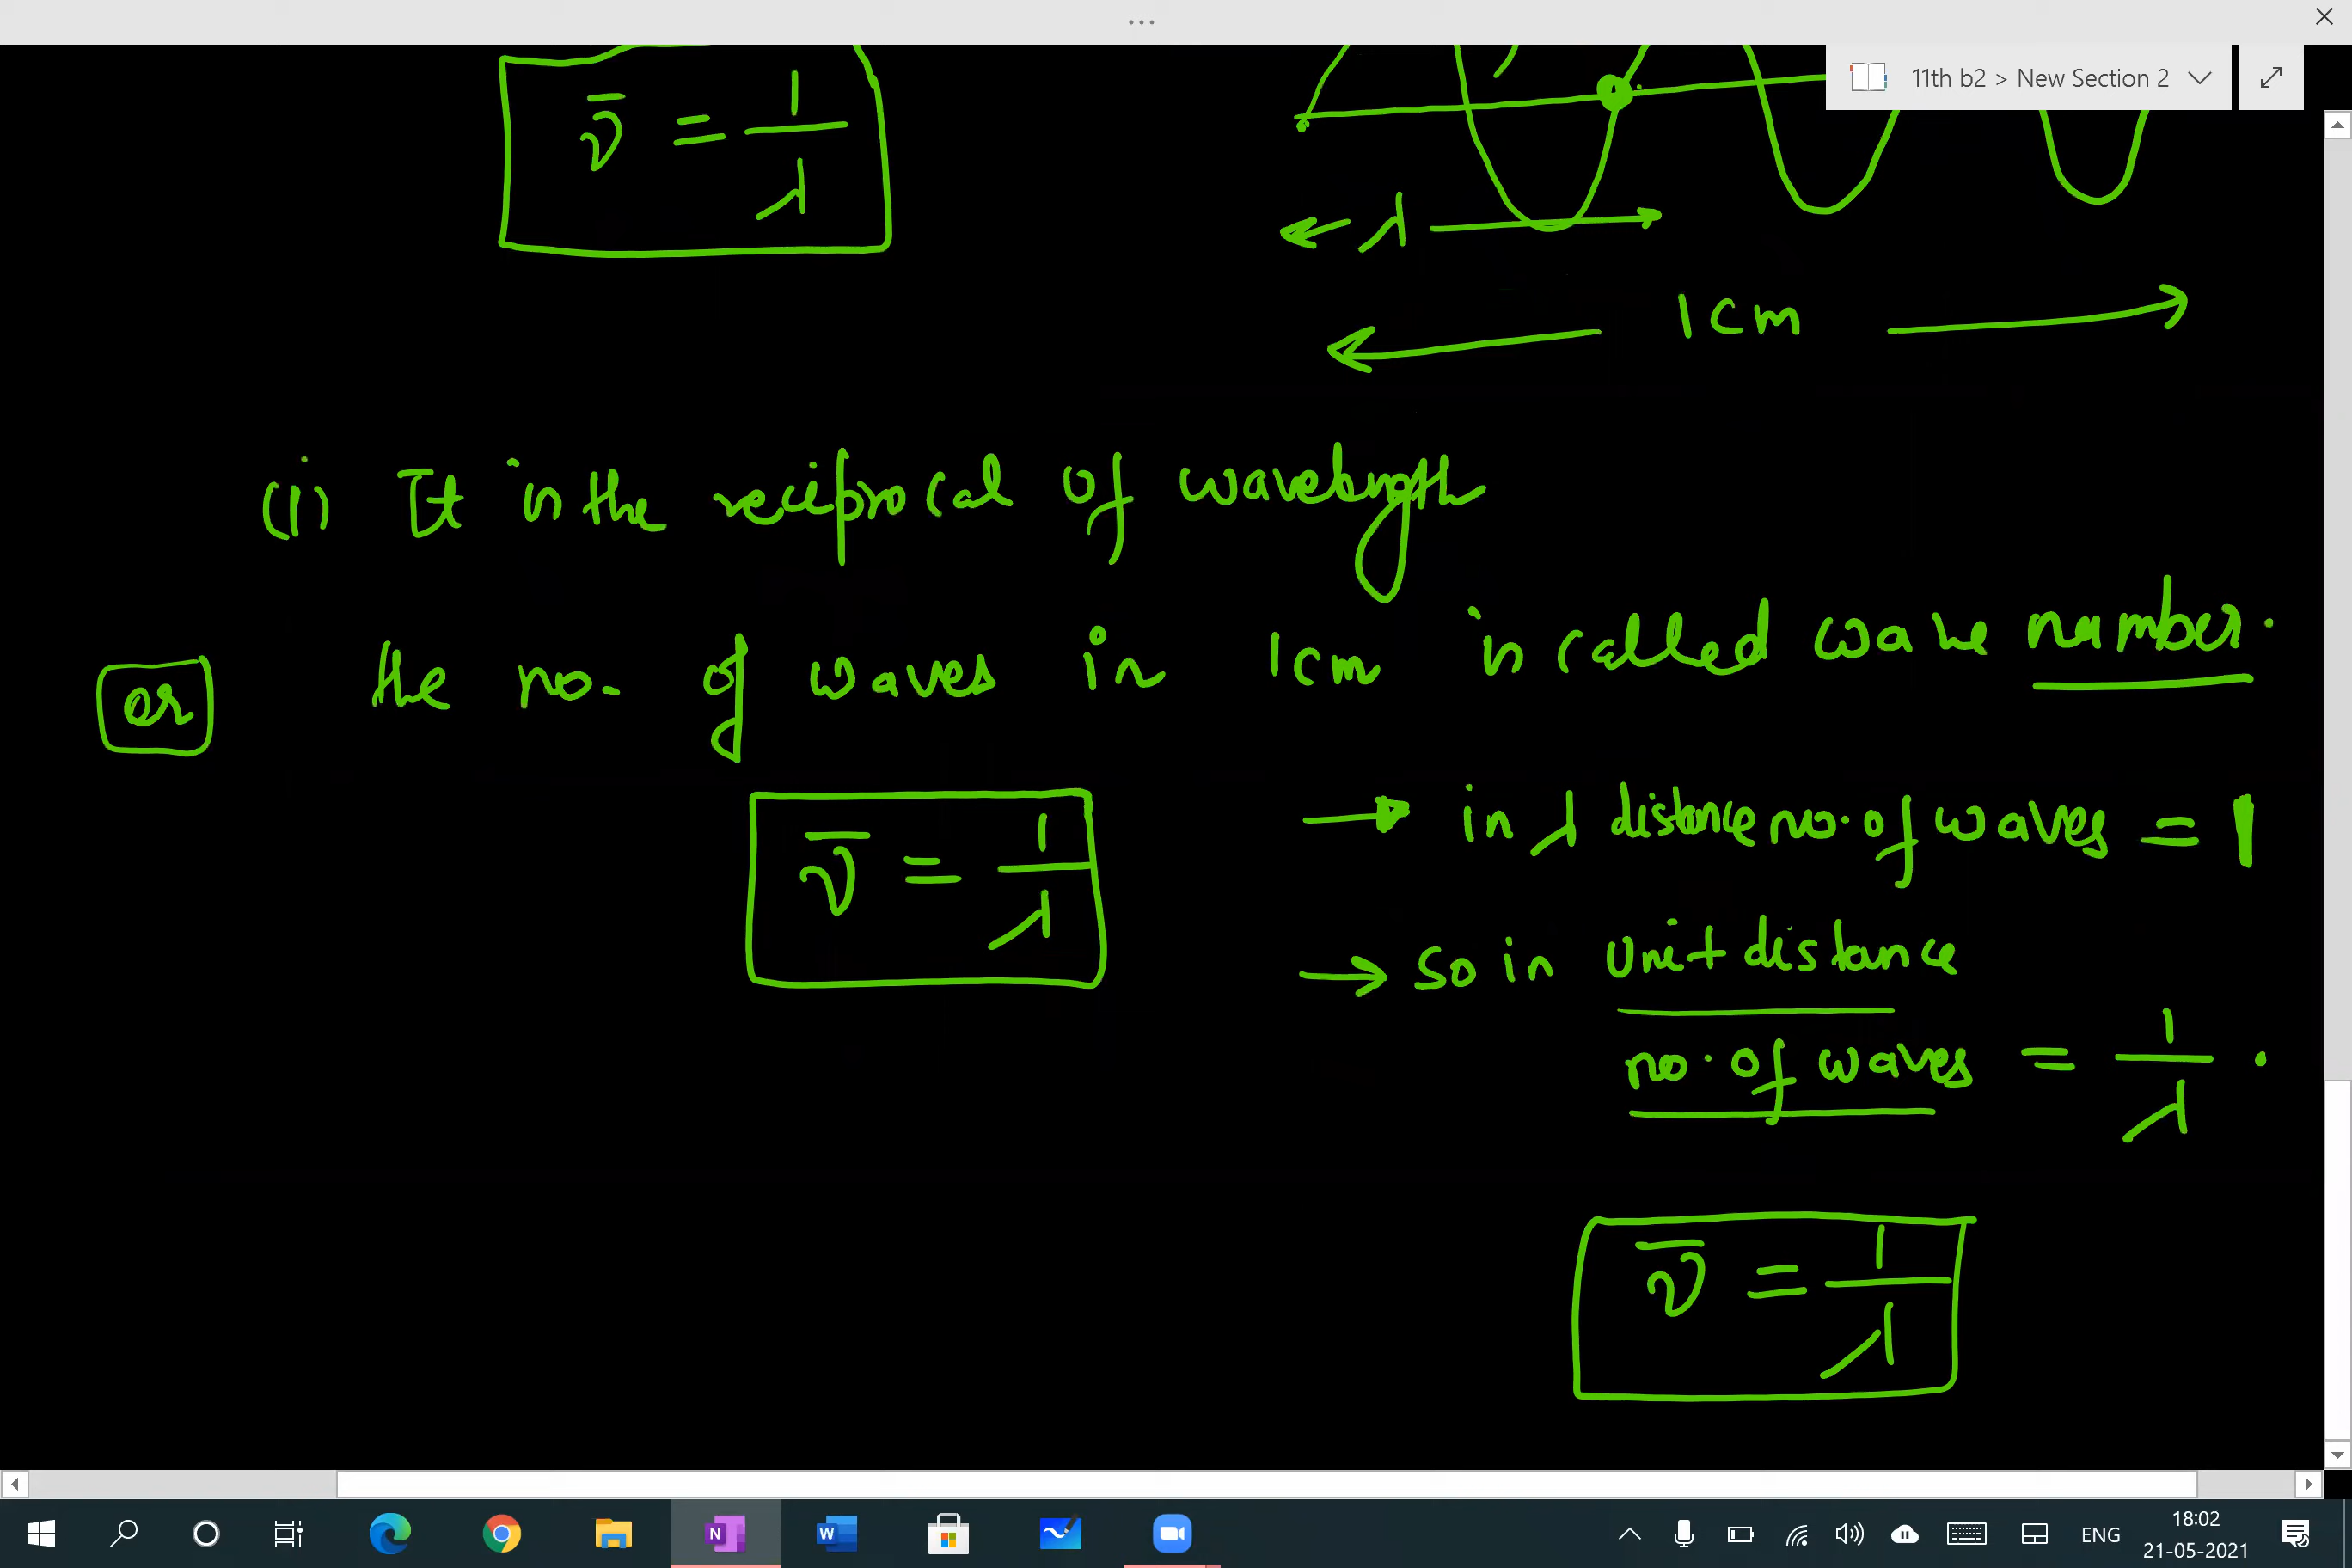 11th b2 > New Section 2
ν̅ = 1/λ
λ
1cm
(i) It is the reciprocal of wavelength
or the no. of waves in 1cm is called wave number.
→ in λ distance no. of waves = 1
ν̅ = 1/λ
→ So in unit distance
no. of waves = 1/λ .
ν̅ = 1/λ
ENG
18:02
21-05-2021